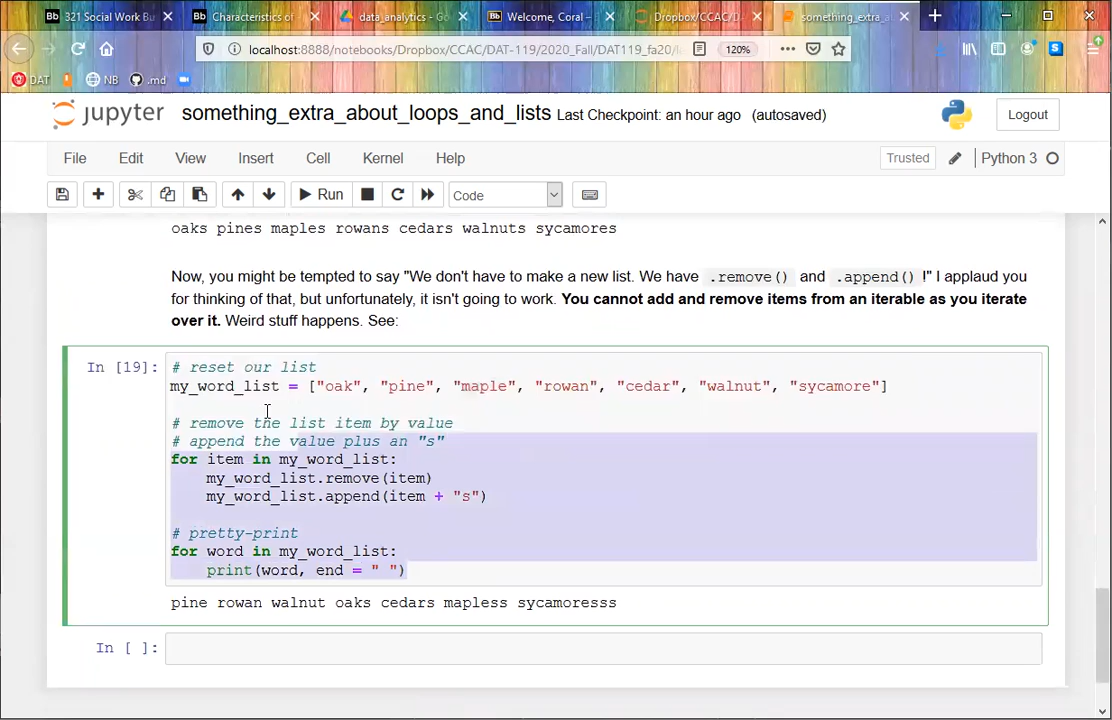 321 Social Work Bu
Characteristics of
data_analytics - Go
Welcome, Coral –
Dropbox/CCAC/D
something_extra_a
localhost:8888/notebooks/Dropbox/CCAC/DAT-119/2020_Fall/DAT119_fa20/
120%
DAT
NB
.md
jupyter something_extra_about_loops_and_lists Last Checkpoint: an hour ago (autosaved)
Logout
File Edit View Insert Cell Kernel Help
Trusted
Python 3
Run
Code
oaks pines maples rowans cedars walnuts sycamores
Now, you might be tempted to say "We don't have to make a new list. We have .remove() and .append() !" I applaud you
for thinking of that, but unfortunately, it isn't going to work. You cannot add and remove items from an iterable as you iterate
over it. Weird stuff happens. See:
In [19]: # reset our list
my_word_list = ["oak", "pine", "maple", "rowan", "cedar", "walnut", "sycamore"]
# remove the list item by value
# append the value plus an "s"
for item in my_word_list:
my_word_list.remove(item)
my_word_list.append(item + "s")
# pretty-print
for word in my_word_list:
print(word, end = " ")
pine rowan walnut oaks cedars mapless sycamoresss
In [ ]: